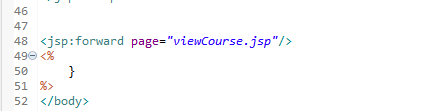 46
47
48 <jsp:forward page="viewCourse.jsp"/>
49 <%
50 }
51 %>
52 </body>